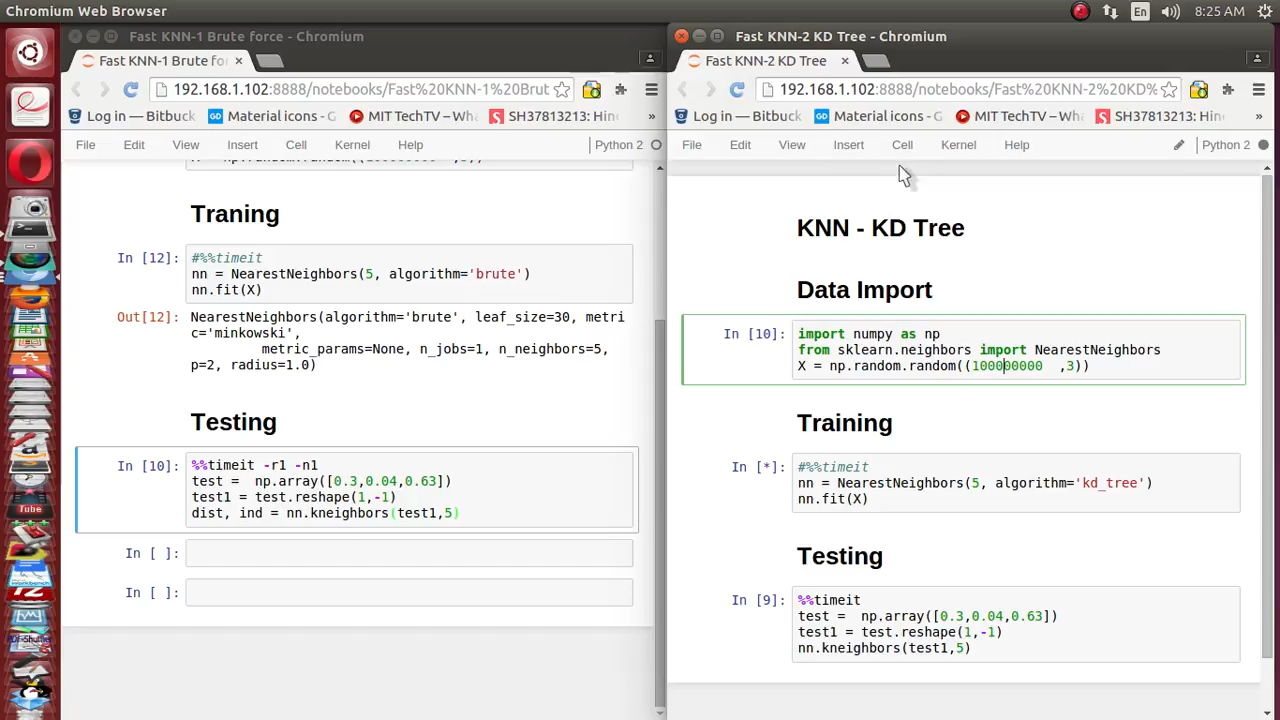 Chromium Web Browser
En
8:25 AM
Fast KNN-1 Brute force - Chromium
Fast KNN-1 Brute fo
192.168.1.102:8888/notebooks/Fast%20KNN-1%20Brut
Log in — Bitbuck
Material icons - G
MIT TechTV – Wha
SH37813213: Hin
»
File Edit View Insert Cell Kernel Help Python 2
Traning
In [12]:
#%%timeit
nn = NearestNeighbors(5, algorithm='brute')
nn.fit(X)
Out[12]:
NearestNeighbors(algorithm='brute', leaf_size=30, metri
c='minkowski',
metric_params=None, n_jobs=1, n_neighbors=5,
p=2, radius=1.0)
Testing
In [10]:
%%timeit -r1 -n1
test =  np.array([0.3,0.04,0.63])
test1 = test.reshape(1,-1)
dist, ind = nn.kneighbors(test1,5)
In [ ]:
In [ ]:
Fast KNN-2 KD Tree - Chromium
Fast KNN-2 KD Tree
192.168.1.102:8888/notebooks/Fast%20KNN-2%20KD%
Log in — Bitbuck
Material icons - G
MIT TechTV – Wha
SH37813213: Hin
»
File Edit View Insert Cell Kernel Help Python 2
KNN - KD Tree
Data Import
In [10]:
import numpy as np
from sklearn.neighbors import NearestNeighbors
X = np.random.random((100000000  ,3))
Training
In [*]:
#%%timeit
nn = NearestNeighbors(5, algorithm='kd_tree')
nn.fit(X)
Testing
In [9]:
%%timeit
test =  np.array([0.3,0.04,0.63])
test1 = test.reshape(1,-1)
nn.kneighbors(test1,5)